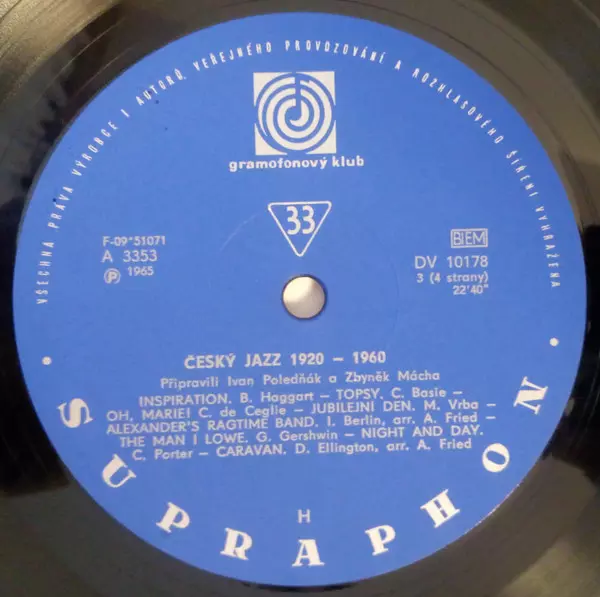 VŠECHNA PRÁVA VÝROBCE I AUTORŮ, VEŘEJNÉHO PROVOZOVÁNÍ A ROZHLASOVÉHO ŠÍŘENÍ VYHRAŽENA
gramofonový klub
33
F-09*51071
A 3353
P 1965
BIEM
DV 10178
3 (4 strany)
22'40"
ČESKÝ JAZZ 1920 – 1960
Připravili Ivan Poledňák a Zbyněk Mácha
INSPIRATION. B. Haggart – TOPSY. C. Basie –
OH, MARIE! C. de Ceglie – JUBILEJNÍ DEN. M. Vrba –
ALEXANDER'S RAGTIME BAND. I. Berlin, arr. A. Fried –
THE MAN I LOWE. G. Gershwin – NIGHT AND DAY.
C. Porter – CARAVAN. D. Ellington, arr. A. Fried
H
• SUPRAPHON •